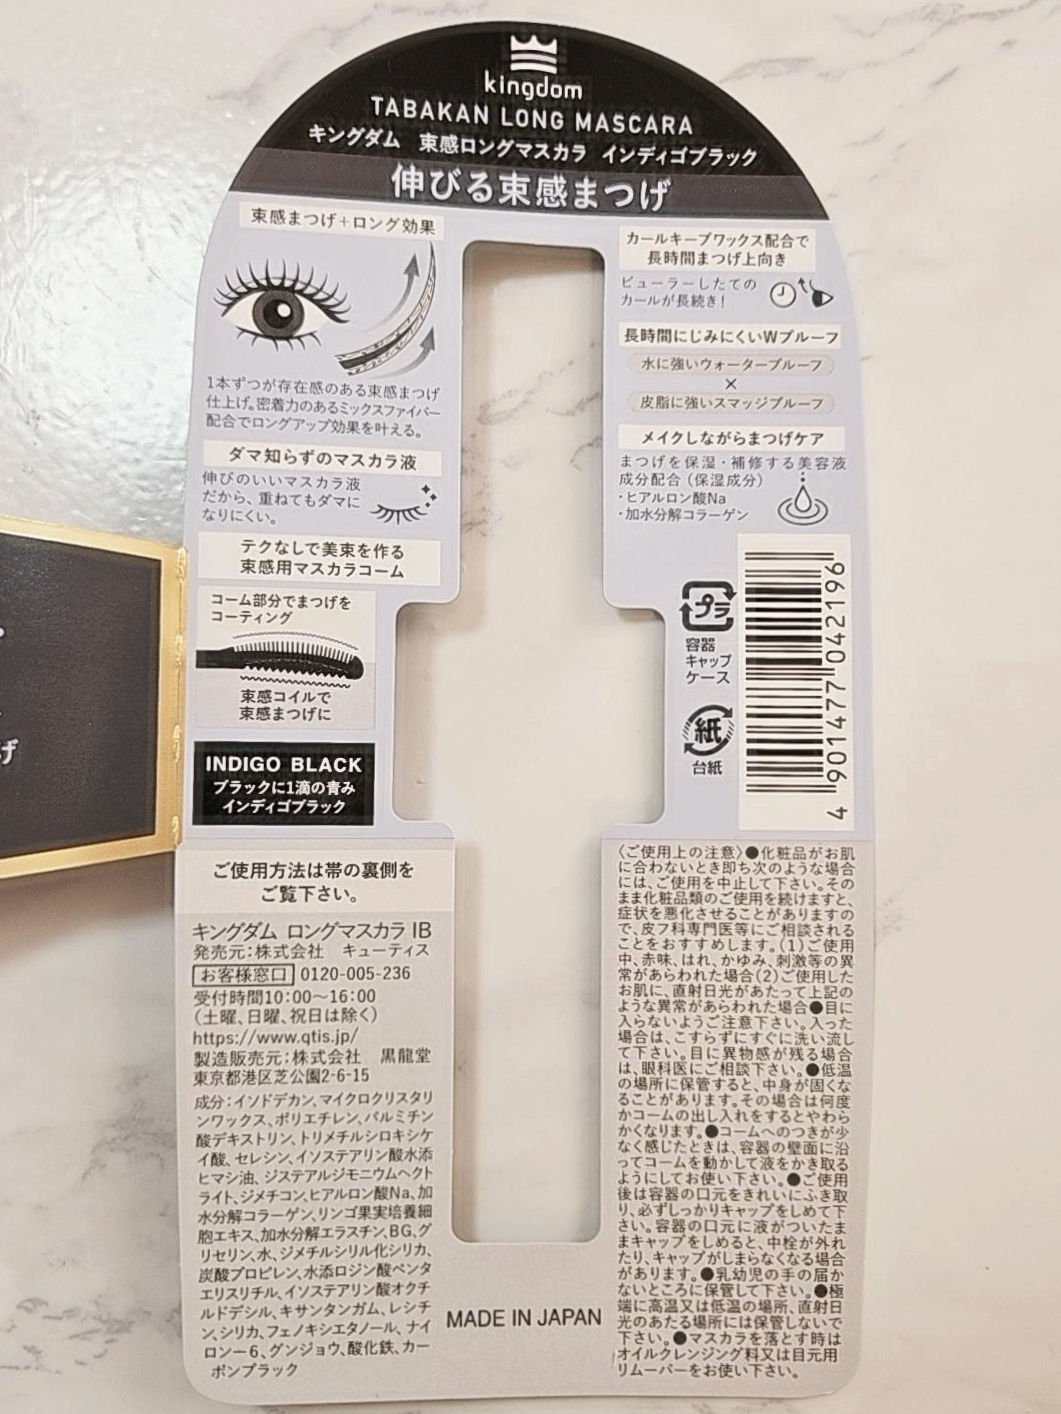 kingdom
TABAKAN LONG MASCARA
キングダム 束感ロングマスカラ インディゴブラック
伸びる束感まつげ
束感まつげ+ロング効果
1本ずつが存在感のある束感まつげ
仕上げ。密着力のあるミックスファイバー
配合でロングアップ効果を叶える。
ダマ知らずのマスカラ液
伸びのいいマスカラ液
だから、重ねてもダマに
なりにくい。
テクなしで美束を作る
束感用マスカラコーム
コーム部分でまつげを
コーティング
束感コイルで
束感まつげに
INDIGO BLACK
ブラックに1滴の青み
インディゴブラック
カールキープワックス配合で
長時間まつげ上向き
ビューラーしたての
カールが長続き!
長時間にじみにくいWプルーフ
水に強いウォータープルーフ
×
皮脂に強いスマッジプルーフ
メイクしながらまつげケア
まつげを保湿・補修する美容液
成分配合(保湿成分)
・ヒアルロン酸Na
・加水分解コラーゲン
プラ
容器
キャップ
ケース
紙
台紙
4 901477 042196
げ
ご使用方法は帯の裏側を
ご覧下さい。
キングダム ロングマスカラ IB
発売元:株式会社 キューティス
お客様窓口 0120-005-236
受付時間10:00〜16:00
(土曜、日曜、祝日は除く)
https://www.qtis.jp/
製造販売元:株式会社 黒龍堂
東京都港区芝公園2-6-15
成分:イソドデカン、マイクロクリスタリ
ンワックス、ポリエチレン、パルミチン
酸デキストリン、トリメチルシロキシケ
イ酸、セレシン、イソステアリン酸水添
ヒマシ油、ジステアルジモニウムヘクト
ライト、ジメチコン、ヒアルロン酸Na、加
水分解コラーゲン、リンゴ果実培養細
胞エキス、加水分解エラスチン、BG、グ
リセリン、水、ジメチルシリル化シリカ、
炭酸プロピレン、水添ロジン酸ペンタ
エリスリチル、イソステアリン酸オクチ
ルドデシル、キサンタンガム、レシチ
ン、シリカ、フェノキシエタノール、ナイ
ロン-6、グンジョウ、酸化鉄、カー
ボンブラック
MADE IN JAPAN
〈ご使用上の注意〉●化粧品がお肌
に合わないとき即ち次のような場合
には、ご使用を中止して下さい。その
まま化粧品類のご使用を続けますと、
症状を悪化させることがありますの
で、皮フ科専門医等にご相談される
ことをおすすめします。(1)ご使用
中、赤味、はれ、かゆみ、刺激等の異
常があらわれた場合(2)ご使用した
お肌に、直射日光があたって上記の
ような異常があらわれた場合●目に
入らないようご注意下さい。入った
場合は、こすらずにすぐに洗い流し
て下さい。目に異物感が残る場合
は、眼科医にご相談下さい。●低温
の場所に保管すると、中身が固くな
ることがあります。その場合は何度
かコームの出し入れをするとやわら
かくなります。●コームへのつきが少
なく感じたときは、容器の壁面に沿
ってコームを動かして液をかき取る
ようにしてお使い下さい。●ご使用
後は容器の口元をきれいにふき取
り、必ずしっかりキャップをしめて下
さい。容器の口元に液がついたま
まキャップをしめると、中栓が外れ
たり、キャップがしまらなくなる場合
があります。●乳幼児の手の届か
ないところに保管して下さい。●極
端に高温又は低温の場所、直射日
光のあたる場所には保管しないで
下さい。●マスカラを落とす時は
オイルクレンジング料又は目元用
リムーバーをお使い下さい。